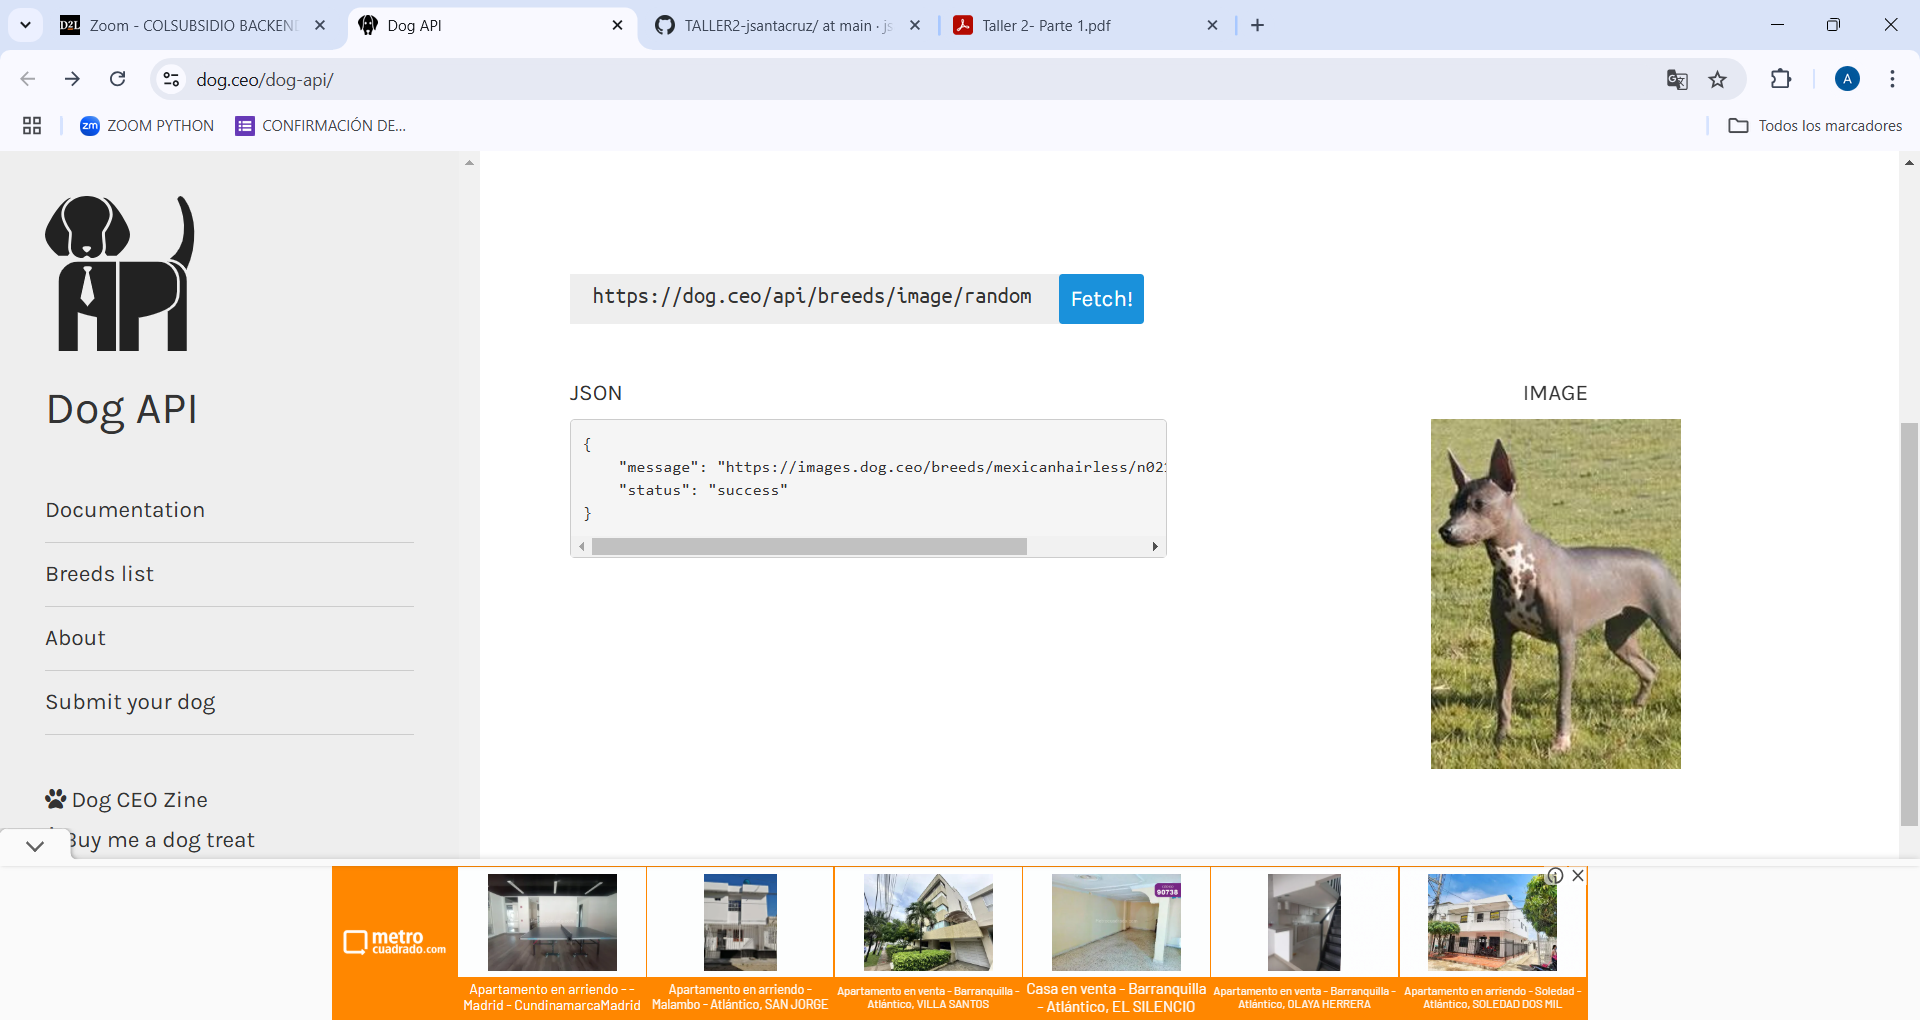 Zoom - COLSUBSIDIO BACKEN
Dog API
TALLER2-jsantacruz/ at main · js
Taller 2- Parte 1.pdf
dog.ceo/dog-api/
A
zm ZOOM PYTHON
CONFIRMACIÓN DE...
Todos los marcadores
Dog API
Documentation
Breeds list
About
Submit your dog
Dog CEO Zine
Buy me a dog treat
https://dog.ceo/api/breeds/image/random
Fetch!
JSON
{
"message": "https://images.dog.ceo/breeds/mexicanhairless/n02
"status": "success"
}
IMAGE
metro
cuadrado.com
Apartamento en arriendo - -
Madrid - CundinamarcaMadrid
Apartamento en arriendo -
Malambo - Atlántico, SAN JORGE
Apartamento en venta - Barranquilla -
Atlántico, VILLA SANTOS
90738
Casa en venta - Barranquilla
- Atlántico, EL SILENCIO
Apartamento en venta - Barranquilla -
Atlántico, OLAYA HERRERA
Apartamento en arriendo - Soledad -
Atlántico, SOLEDAD DOS MIL